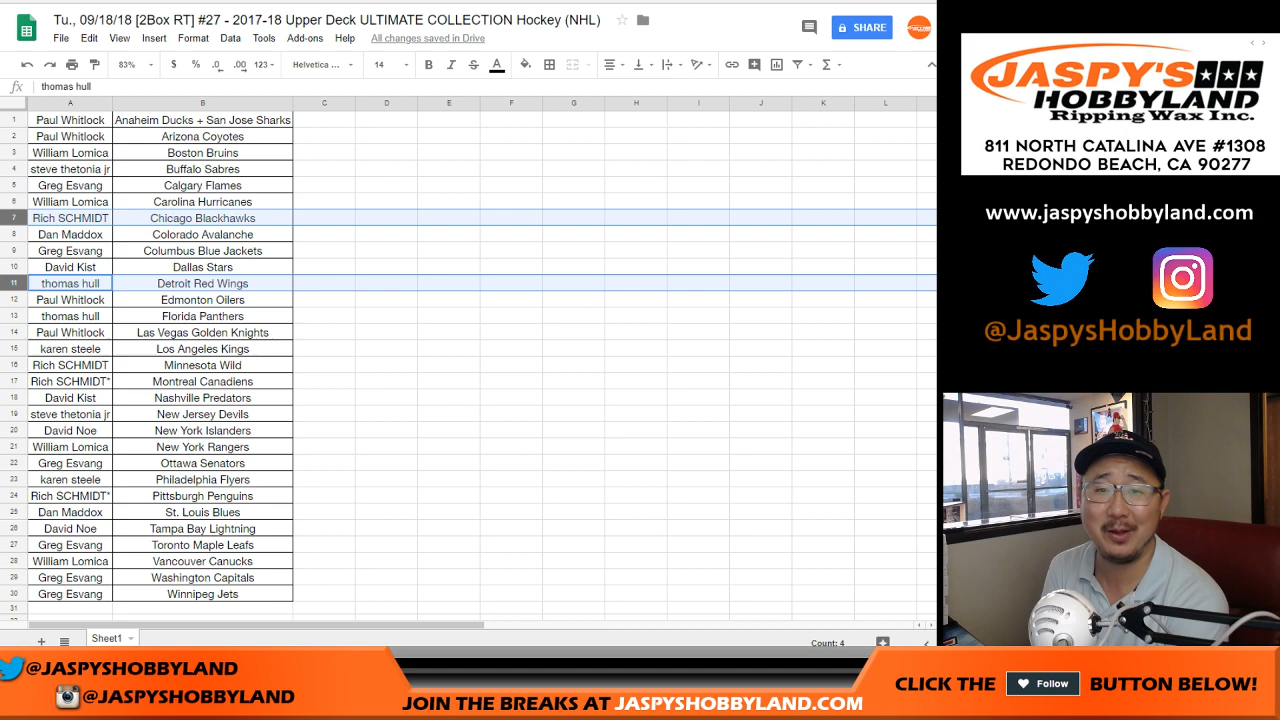 Tu., 09/18/18 [2Box RT] #27 - 2017-18 Upper Deck ULTIMATE COLLECTION Hockey (NHL)
File Edit View Insert Format Data Tools Add-ons Help All changes saved in Drive
SHARE
83% $ % .0 .00 123 Helvetica ... 14 B I S A
fx thomas hull
A B C D E F G H I J K L
1 Paul Whitlock Anaheim Ducks + San Jose Sharks
2 Paul Whitlock Arizona Coyotes
3 William Lomica Boston Bruins
4 steve thetonia jr Buffalo Sabres
5 Greg Esvang Calgary Flames
6 William Lomica Carolina Hurricanes
7 Rich SCHMIDT Chicago Blackhawks
8 Dan Maddox Colorado Avalanche
9 Greg Esvang Columbus Blue Jackets
10 David Kist Dallas Stars
11 thomas hull Detroit Red Wings
12 Paul Whitlock Edmonton Oilers
13 thomas hull Florida Panthers
14 Paul Whitlock Las Vegas Golden Knights
15 karen steele Los Angeles Kings
16 Rich SCHMIDT Minnesota Wild
17 Rich SCHMIDT* Montreal Canadiens
18 David Kist Nashville Predators
19 steve thetonia jr New Jersey Devils
20 David Noe New York Islanders
21 William Lomica New York Rangers
22 Greg Esvang Ottawa Senators
23 karen steele Philadelphia Flyers
24 Rich SCHMIDT* Pittsburgh Penguins
25 Dan Maddox St. Louis Blues
26 David Noe Tampa Bay Lightning
27 Greg Esvang Toronto Maple Leafs
28 William Lomica Vancouver Canucks
29 Greg Esvang Washington Capitals
30 Greg Esvang Winnipeg Jets
31
Sheet1
Count: 4
JASPY'S
HOBBYLAND
Ripping Wax Inc.
811 NORTH CATALINA AVE #1308
REDONDO BEACH, CA 90277
www.jaspyshobbyland.com
@JaspysHobbyLand
@JASPYSHOBBYLAND
@JASPYSHOBBYLAND
JOIN THE BREAKS AT JASPYSHOBBYLAND.COM
CLICK THE Follow BUTTON BELOW!